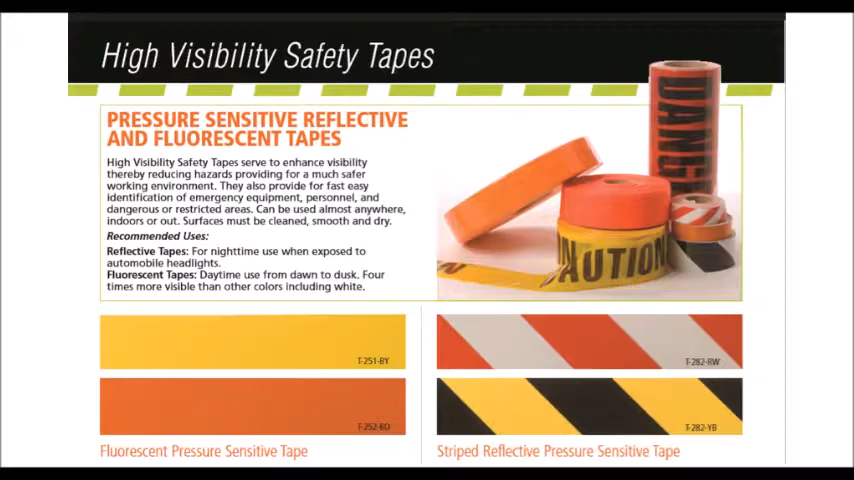 High Visibility Safety Tapes
PRESSURE SENSITIVE REFLECTIVE
AND FLUORESCENT TAPES
High Visibility Safety Tapes serve to enhance visibility
thereby reducing hazards providing for a much safer
working environment. They also provide for fast easy
identification of emergency equipment, personnel, and
dangerous or restricted areas. Can be used almost anywhere,
indoors or out. Surfaces must be cleaned, smooth and dry.
Recommended Uses:
Reflective Tapes: For nighttime use when exposed to
automobile headlights.
Fluorescent Tapes: Daytime use from dawn to dusk. Four
times more visible than other colors including white.
DANG
CAUTION
N
T-251-BY
T-252-BO
Fluorescent Pressure Sensitive Tape
T-282-RW
T-282-YB
Striped Reflective Pressure Sensitive Tape